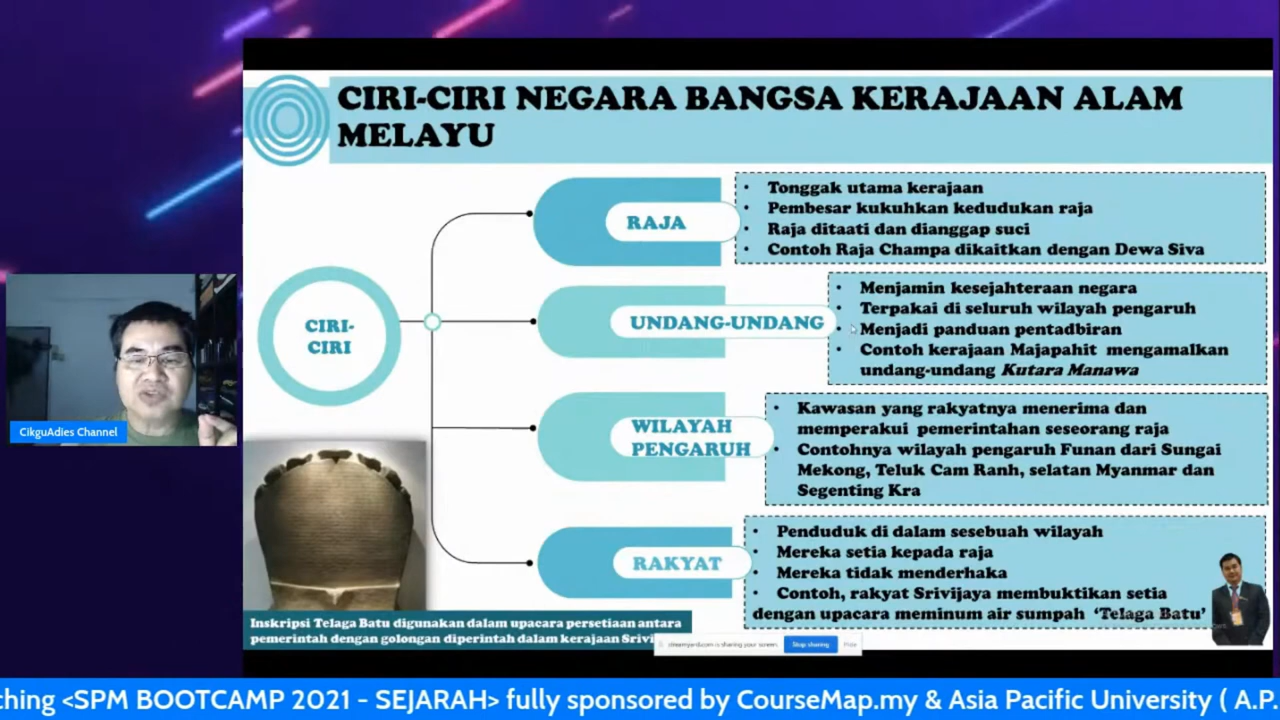 CIRI-CIRI NEGARA BANGSA KERAJAAN ALAM
MELAYU
CIRI-
CIRI
RAJA
• Tonggak utama kerajaan
• Pembesar kukuhkan kedudukan raja
• Raja ditaati dan dianggap suci
• Contoh Raja Champa dikaitkan dengan Dewa Siva
UNDANG-UNDANG
• Menjamin kesejahteraan negara
• Terpakai di seluruh wilayah pengaruh
• Menjadi panduan pentadbiran
• Contoh kerajaan Majapahit mengamalkan
undang-undang Kutara Manawa
WILAYAH
PENGARUH
• Kawasan yang rakyatnya menerima dan
memperakui pemerintahan seseorang raja
• Contohnya wilayah pengaruh Funan dari Sungai
Mekong, Teluk Cam Ranh, selatan Myanmar dan
Segenting Kra
RAKYAT
• Penduduk di dalam sesebuah wilayah
• Mereka setia kepada raja
• Mereka tidak menderhaka
• Contoh, rakyat Srivijaya membuktikan setia
dengan upacara meminum air sumpah ‘Telaga Batu’
Inskripsi Telaga Batu digunakan dalam upacara persetiaan antara
pemerintah dengan golongan diperintah dalam kerajaan Srivi
is sharing your screen.
Stop sharing
Hide
CikguAdies Channel
ching <SPM BOOTCAMP 2021 - SEJARAH> fully sponsored by CourseMap.my & Asia Pacific University ( A.P.